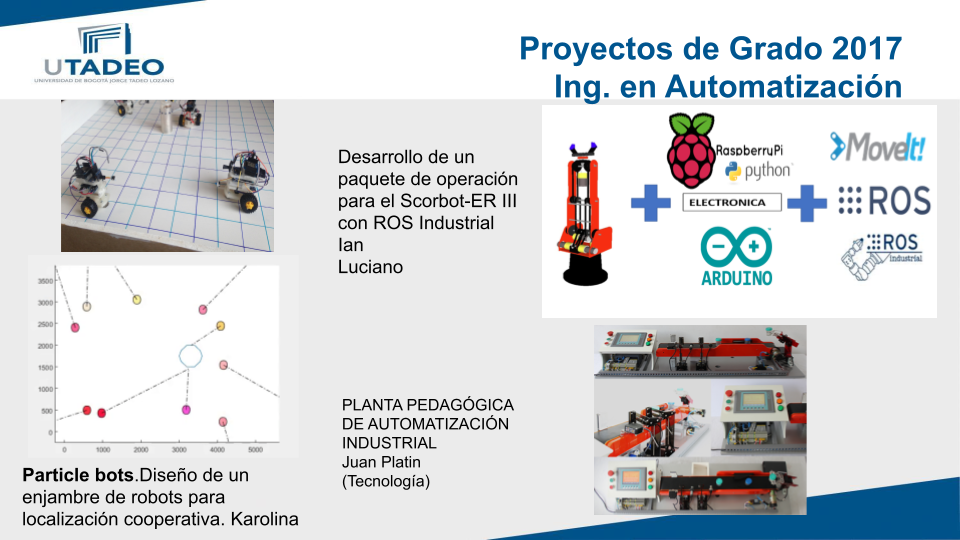 UTADEO
UNIVERSIDAD DE BOGOTÁ JORGE TADEO LOZANO
Proyectos de Grado 2017
Ing. en Automatización
Desarrollo de un
paquete de operación
para el Scorbot-ER III
con ROS Industrial
Ian
Luciano
RaspberryPi
python
ELECTRONICA
ARDUINO
MoveIt!
ROS
ROS
Industrial
3500
3000
2500
2000
1500
1000
500
0
0 1000 2000 3000 4000 5000
Particle bots.Diseño de un
enjambre de robots para
localización cooperativa. Karolina
PLANTA PEDAGÓGICA
DE AUTOMATIZACIÓN
INDUSTRIAL
Juan Platin
(Tecnología)